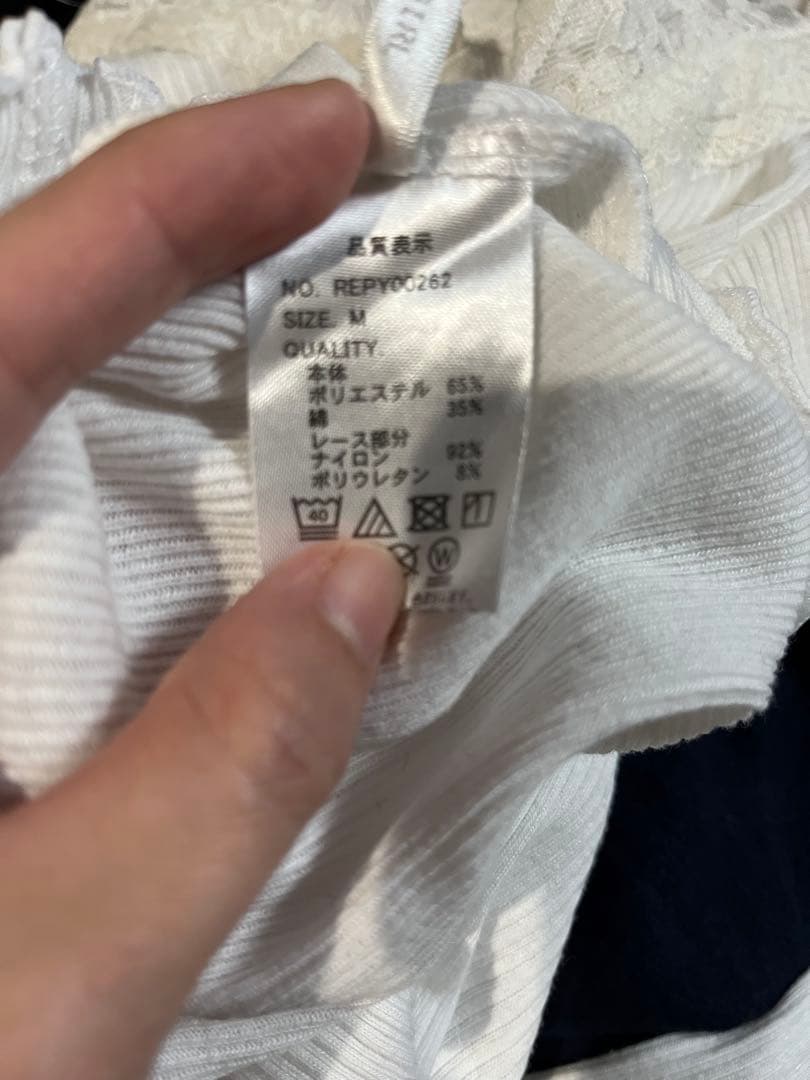 品質表示
NO. REPY00262
SIZE. M
QUALITY.
本体
ポリエステル 65%
綿 35%
レース部分
ナイロン 92%
ポリウレタン 8%
40
W